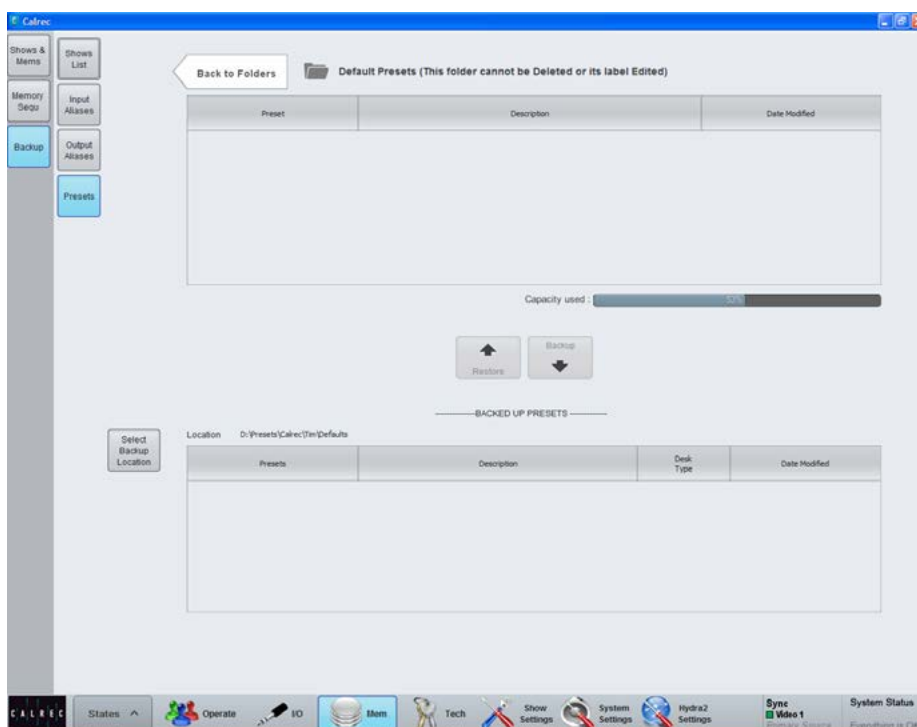 Calrec
Shows & Mems
Shows List
Back to Folders
Default Presets (This folder cannot be Deleted or its label Edited)
Memory Sequ
Input Aliases
Preset
Description
Date Modified
Backup
Output Aliases
Presets
Capacity used :
52%
Restore
Backup
BACKED UP PRESETS
Select Backup Location
Location
D:\Presets\Calrec\Tim\Defaults
Presets
Description
Desk Type
Date Modified
CALREC
States
Operate
I/O
Mem
Tech
Show Settings
System Settings
Hydra2 Settings
Sync
Video 1
System Status